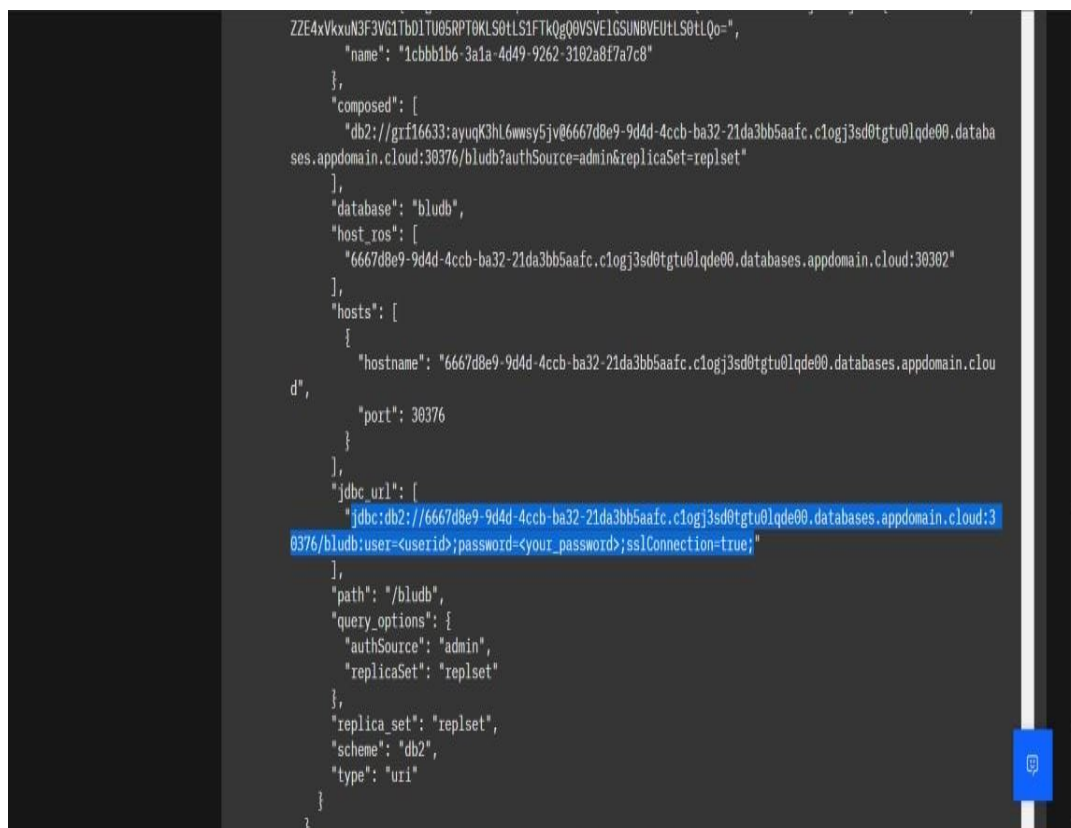 ZZE4xVkxuN3F3VG1TbDlTU05RPT0KLS0tLS1FTkQgQ0VSVElGSUNBVEUtLS0tLQo=",
"name": "1cbbb1b6-3a1a-4d49-9262-3102a8f7a7c8"
},
"composed": [
"db2://grf16633:ayuqK3hL6wwsy5jv@6667d8e9-9d4d-4ccb-ba32-21da3bb5aafc.c1ogj3sd0tgtu0lqde00.databa
ses.appdomain.cloud:30376/bludb?authSource=admin&replicaSet=replset"
],
"database": "bludb",
"host_ros": [
"6667d8e9-9d4d-4ccb-ba32-21da3bb5aafc.c1ogj3sd0tgtu0lqde00.databases.appdomain.cloud:30302"
],
"hosts": [
{
"hostname": "6667d8e9-9d4d-4ccb-ba32-21da3bb5aafc.c1ogj3sd0tgtu0lqde00.databases.appdomain.clou
d",
"port": 30376
}
],
"jdbc_url": [
"jdbc:db2://6667d8e9-9d4d-4ccb-ba32-21da3bb5aafc.c1ogj3sd0tgtu0lqde00.databases.appdomain.cloud:3
0376/bludb:user=<userid>;password=<your_password>;sslConnection=true;"
],
"path": "/bludb",
"query_options": {
"authSource": "admin",
"replicaSet": "replset"
},
"replica_set": "replset",
"scheme": "db2",
"type": "uri"
}
}